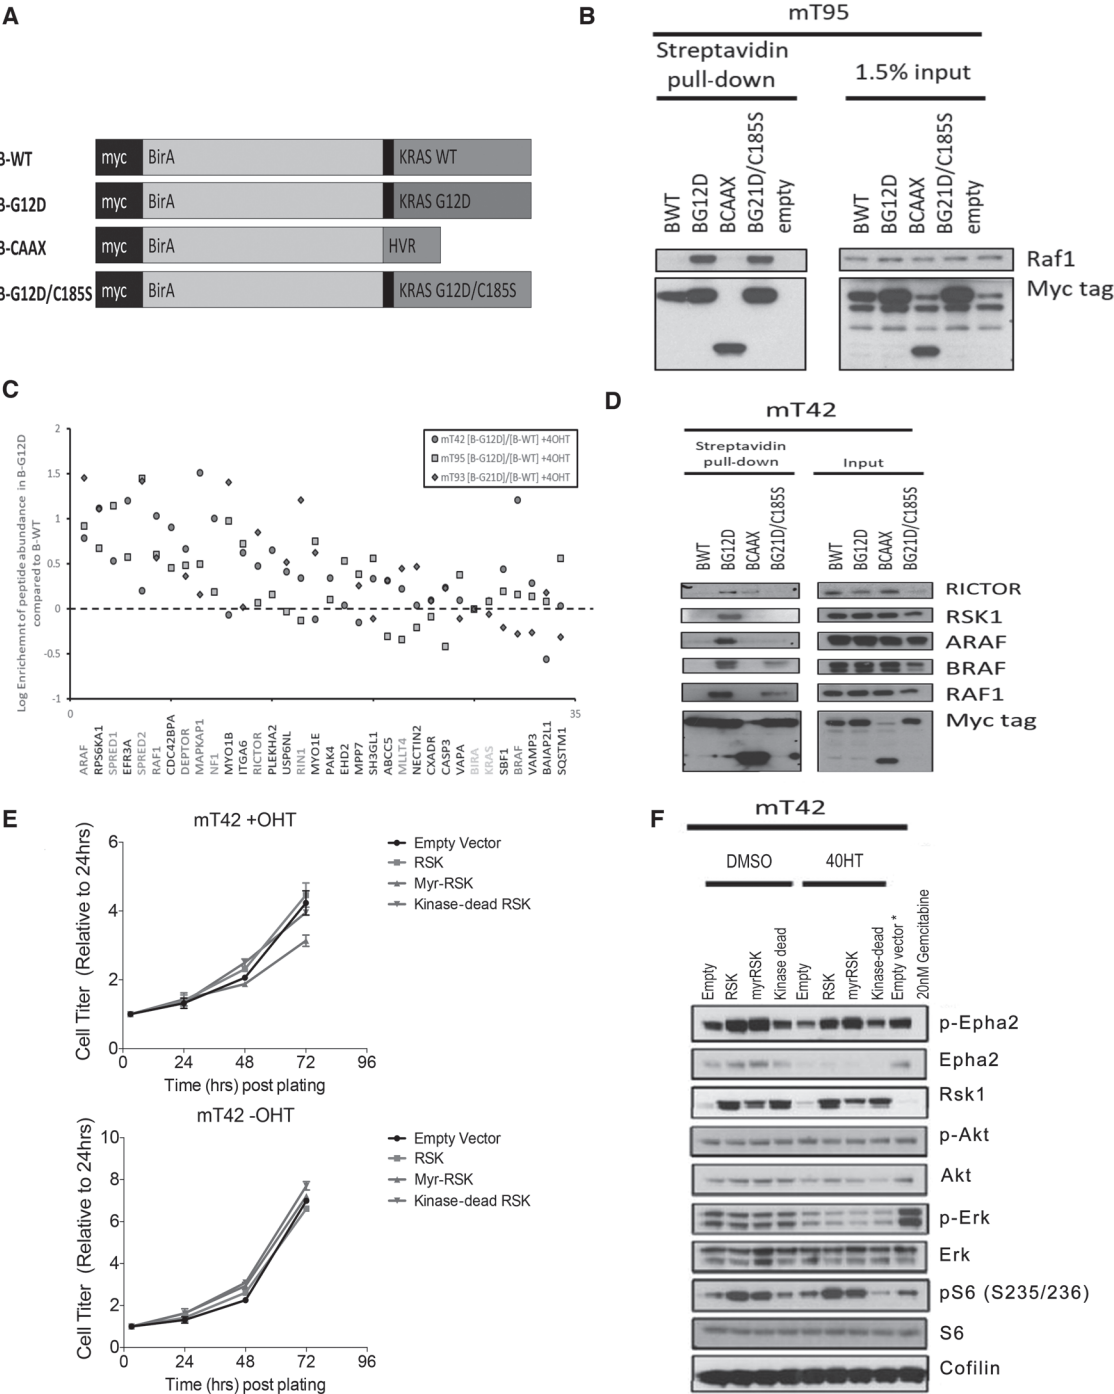 A
B-WT
myc BirA KRAS WT
B-G12D
myc BirA KRAS G12D
B-CAAX
myc BirA HVR
B-G12D/C185S
myc BirA KRAS G12D/C185S
B
mT95
Streptavidin
pull-down
1.5% input
BWT
BG12D
BCAAX
BG21D/C185S
empty
BWT
BG12D
BCAAX
BG21D/C185S
empty
Raf1
Myc tag
C
Log Enrichemnt of peptide abundance in B-G12D
compared to B-WT
2
1.5
1
0.5
0
-0.5
-1
0
35
mT42 [B-G12D]/[B-WT] +4OHT
mT95 [B-G12D]/[B-WT] +4OHT
mT93 [B-G21D]/[B-WT] +4OHT
ARAF
RPS6KA1
SPRED1
EFR3A
SPRED2
RAF1
CDC42BPA
DEPTOR
MAPKAP1
NF1
MYO1B
ITGA6
RICTOR
PLEKHA2
USP6NL
RIN1
MYO1E
PAK4
EHD2
MPP7
SH3GL1
ABCC5
MLLT4
NECTIN2
CXADR
CASP3
VAPA
BIRA
KRAS
SBF1
BRAF
VAMP3
BAIAP2L1
SQSTM1
D
mT42
Streptavidin
pull-down
Input
BWT
BG12D
BCAAX
BG21D/C185S
BWT
BG12D
BCAAX
BG21D/C185S
RICTOR
RSK1
ARAF
BRAF
RAF1
Myc tag
E
mT42 +OHT
Cell Titer (Relative to 24hrs)
6
4
2
0
0 24 48 72 96
Time (hrs) post plating
Empty Vector
RSK
Myr-RSK
Kinase-dead RSK
mT42 -OHT
Cell Titer (Relative to 24hrs)
10
8
6
4
2
0
0 24 48 72 96
Time (hrs) post plating
Empty Vector
RSK
Myr-RSK
Kinase-dead RSK
F
mT42
DMSO
40HT
Empty
RSK
myrRSK
Kinase dead
Empty
RSK
myrRSK
Kinase-dead
Empty vector *
20nM Gemcitabine
p-Epha2
Epha2
Rsk1
p-Akt
Akt
p-Erk
Erk
pS6 (S235/236)
S6
Cofilin